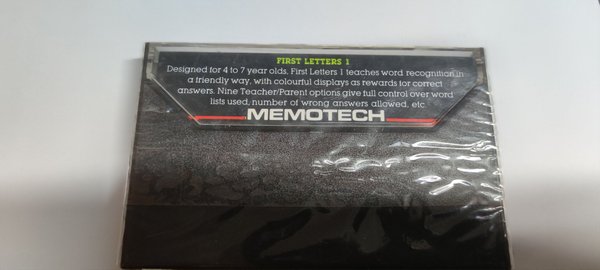 FIRST LETTERS 1
Designed for 4 to 7 year olds. First Letters 1 teaches word recognition in
a friendly way, with colourful displays as rewards for correct
answers. Nine Teacher/Parent options give full control over word
lists used, number of wrong answers allowed, etc
MEMOTECH